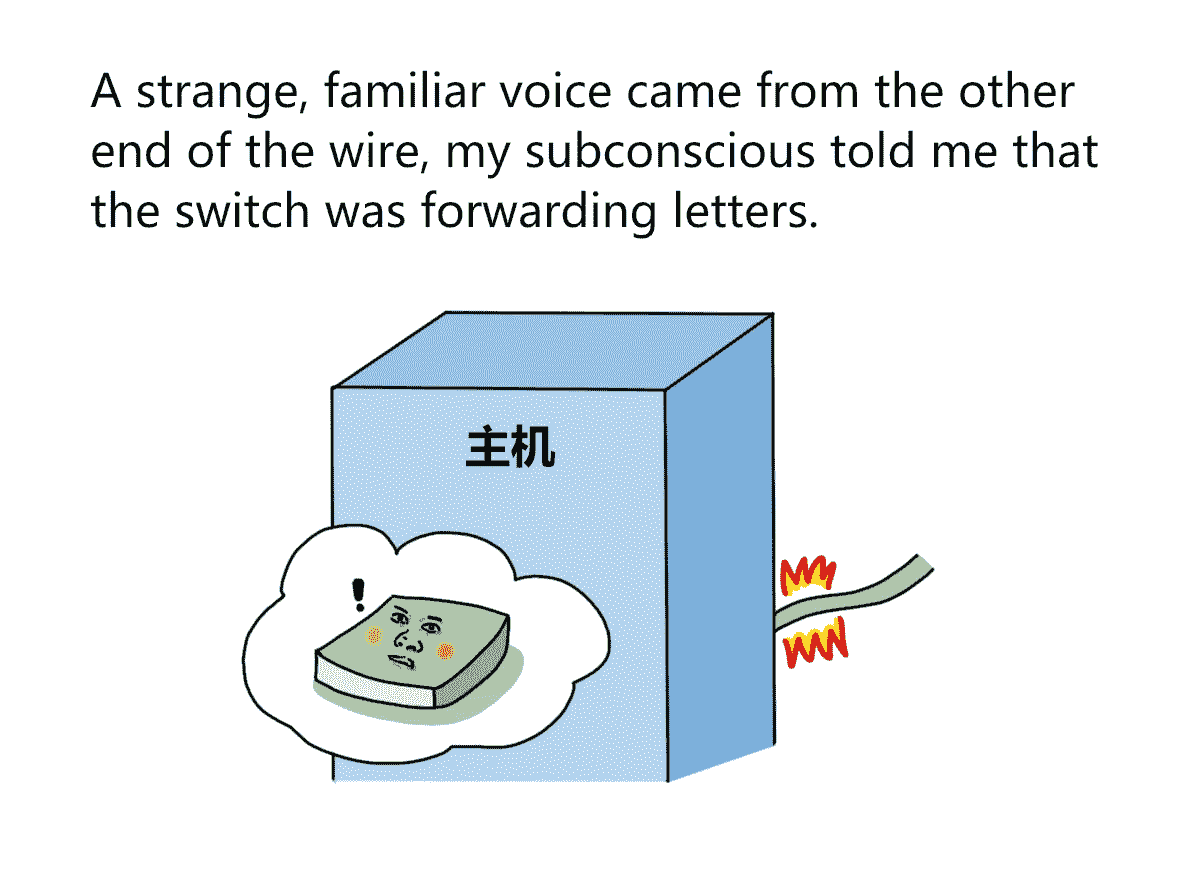 A strange, familiar voice came from the other
end of the wire, my subconscious told me that
the switch was forwarding letters.
主机
!